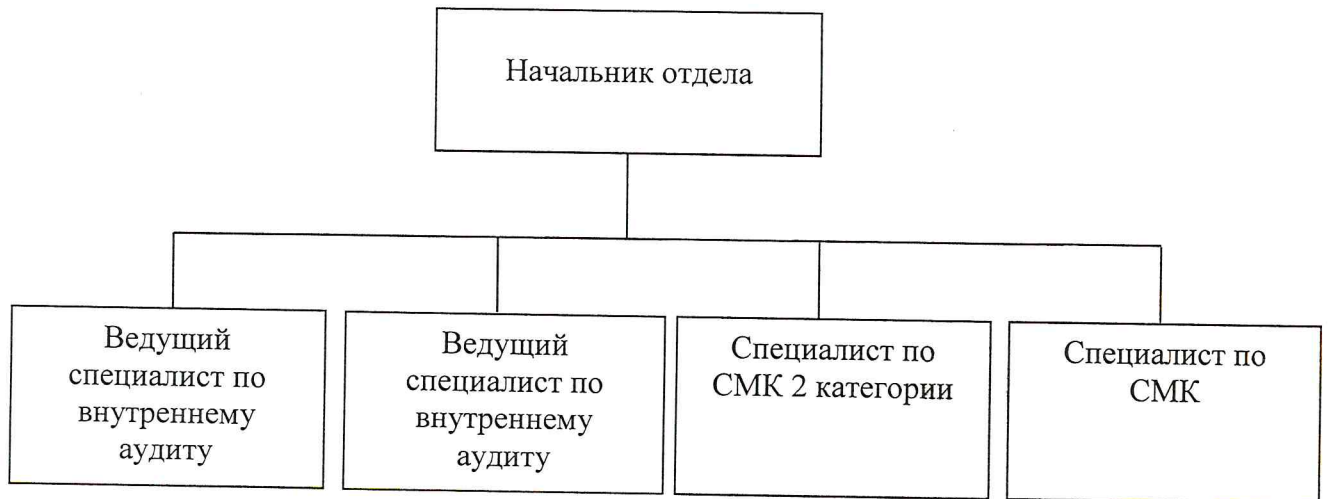 Начальник отдела
Ведущий
специалист по
внутреннему
аудиту
Ведущий
специалист по
внутреннему
аудиту
Специалист по
СМК 2 категории
Специалист по
СМК